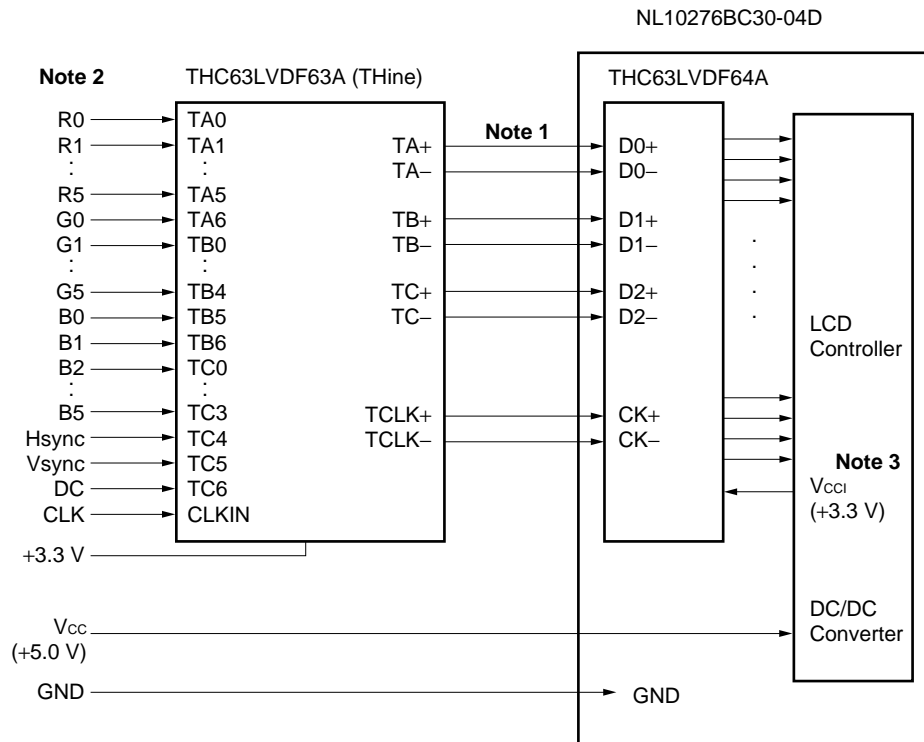 NL10276BC30-04D
Note 2
THC63LVDF63A (THine)
THC63LVDF64A
R0
R1
:
R5
G0
G1
:
G5
B0
B1
B2
:
B5
Hsync
Vsync
DC
CLK
+3.3 V
TA0
TA1
:
TA5
TA6
TB0
:
TB4
TB5
TB6
TC0
:
TC3
TC4
TC5
TC6
CLKIN
TA+
TA−
TB+
TB−
TC+
TC−
TCLK+
TCLK−
Note 1
D0+
D0−
D1+
D1−
D2+
D2−
CK+
CK−
LCD
Controller
Note 3
VCCI
(+3.3 V)
DC/DC
Converter
VCC
(+5.0 V)
GND
GND